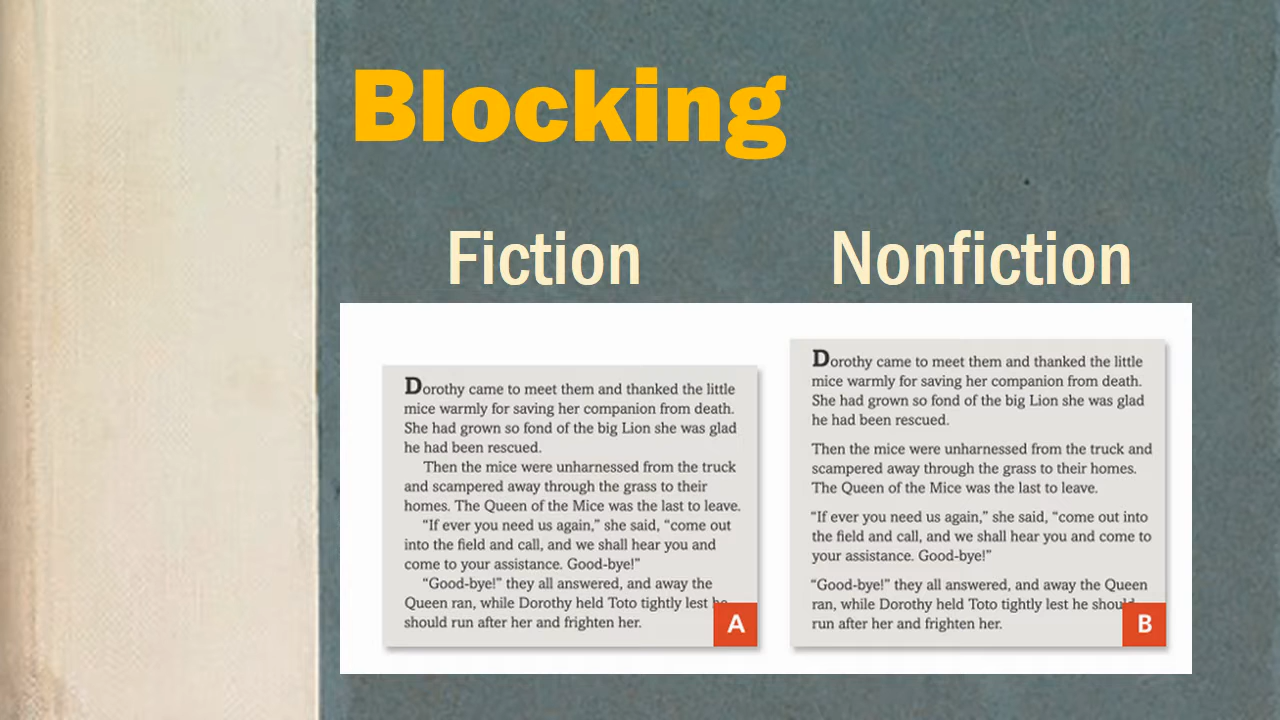 Blocking
Fiction
Nonfiction
Dorothy came to meet them and thanked the little
mice warmly for saving her companion from death.
She had grown so fond of the big Lion she was glad
he had been rescued.
Then the mice were unharnessed from the truck
and scampered away through the grass to their
homes. The Queen of the Mice was the last to leave.
“If ever you need us again,” she said, “come out
into the field and call, and we shall hear you and
come to your assistance. Good-bye!”
“Good-bye!” they all answered, and away the
Queen ran, while Dorothy held Toto tightly lest he
should run after her and frighten her.
A
Dorothy came to meet them and thanked the little
mice warmly for saving her companion from death.
She had grown so fond of the big Lion she was glad
he had been rescued.
Then the mice were unharnessed from the truck and
scampered away through the grass to their homes.
The Queen of the Mice was the last to leave.
“If ever you need us again,” she said, “come out into
the field and call, and we shall hear you and come to
your assistance. Good-bye!”
“Good-bye!” they all answered, and away the Queen
ran, while Dorothy held Toto tightly lest he should
run after her and frighten her.
B